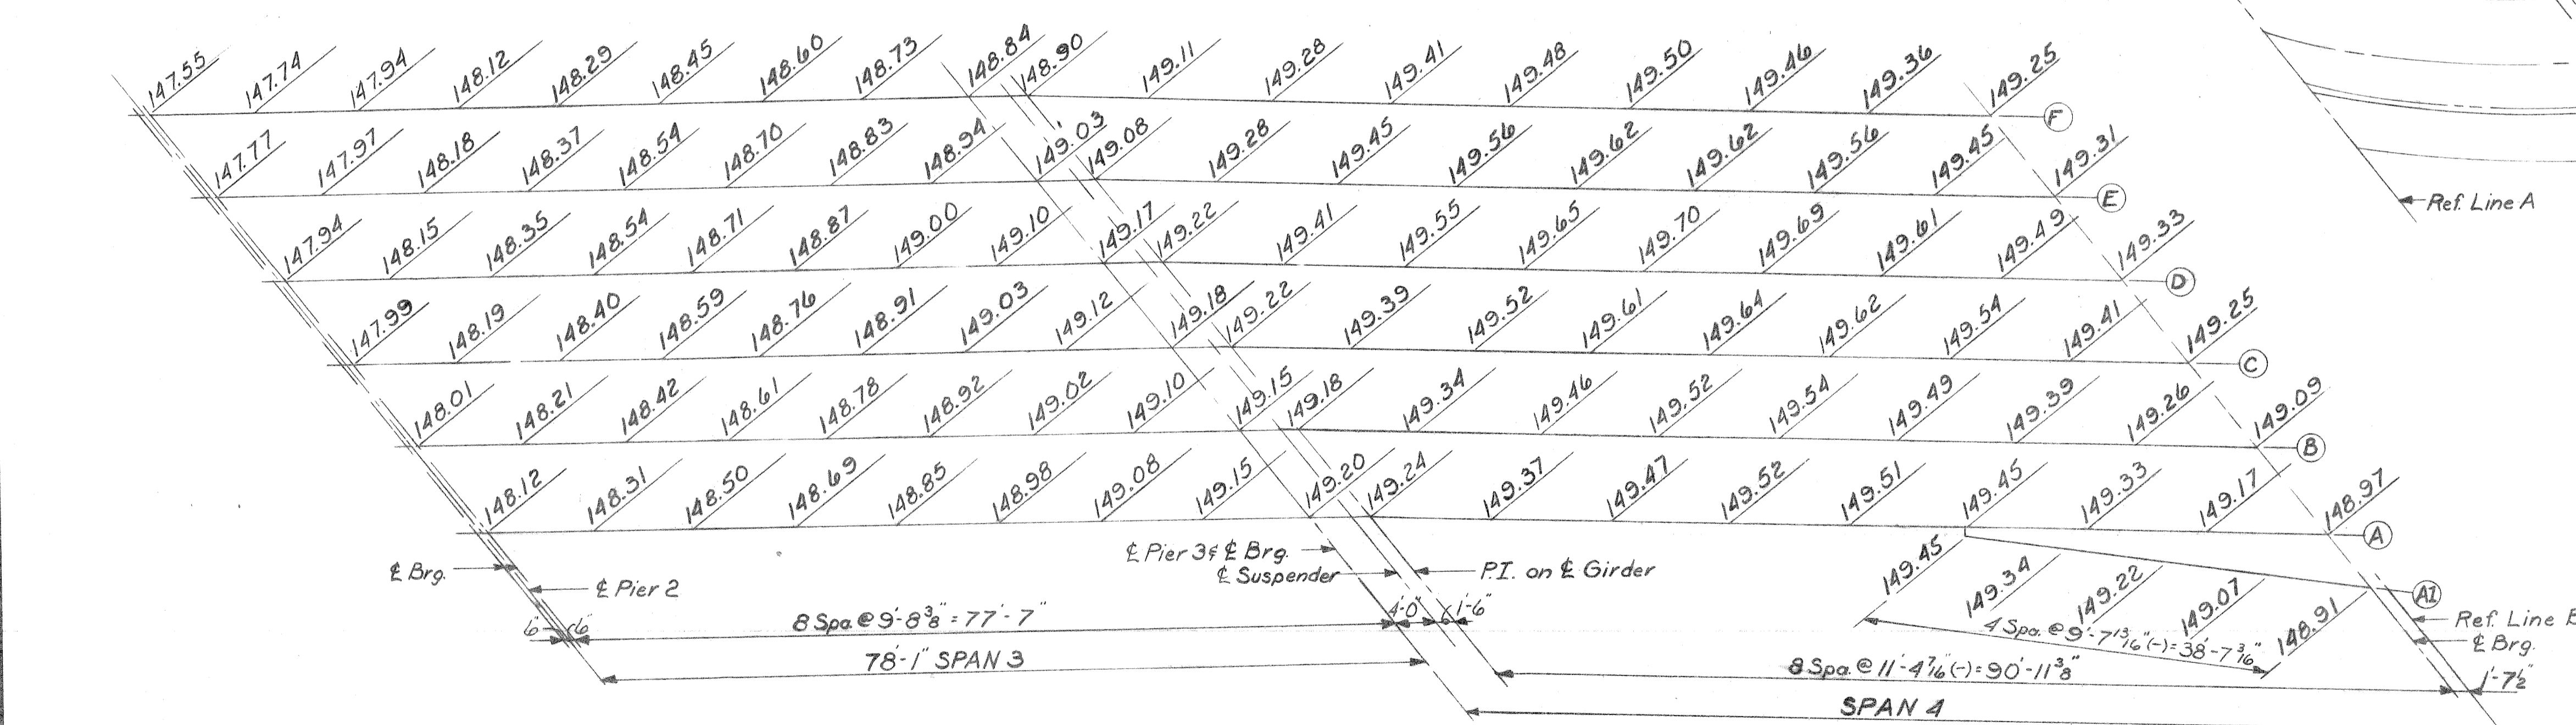 147.55 147.74 147.94 148.12 148.29 148.45 148.60 148.73 148.84 148.90 149.11 149.28 149.41 149.48 149.50 149.46 149.36 149.25 F
147.77 147.97 148.18 148.37 148.54 148.70 148.83 148.94 149.03 149.08 149.28 149.45 149.56 149.62 149.62 149.56 149.45 149.31 E
Ref. Line A
147.94 148.15 148.35 148.54 148.71 148.87 149.00 149.10 149.17 149.22 149.41 149.55 149.65 149.70 149.69 149.61 149.49 149.33 D
147.99 148.19 148.40 148.59 148.76 148.91 149.03 149.12 149.18 149.22 149.39 149.52 149.61 149.64 149.62 149.54 149.41 149.25 C
148.01 148.21 148.42 148.61 148.78 148.92 149.02 149.10 149.15 149.18 149.34 149.46 149.52 149.54 149.49 149.39 149.26 149.09 B
148.12 148.31 148.50 148.69 148.85 148.98 149.08 149.15 149.20 149.24 149.37 149.47 149.52 149.51 149.45 149.33 149.17 148.97 A
149.45 149.34 149.22 149.07 148.91 A1
℄ Brg.
℄ Pier 2
℄ Pier 3 & ℄ Brg.
℄ Suspender
P.I. on ℄ Girder
Ref. Line B
℄ Brg.
6" 6"
8 Spa. @ 9'-8 3/8" = 77'-7"
4'-0" 1'-6"
4 Spa. @ 9'-7 13/16" (-) = 38'-7 3/16"
78'-1" SPAN 3
8 Spa. @ 11'-4 7/16" (-) = 90'-11 3/8"
1'-7 1/2"
SPAN 4